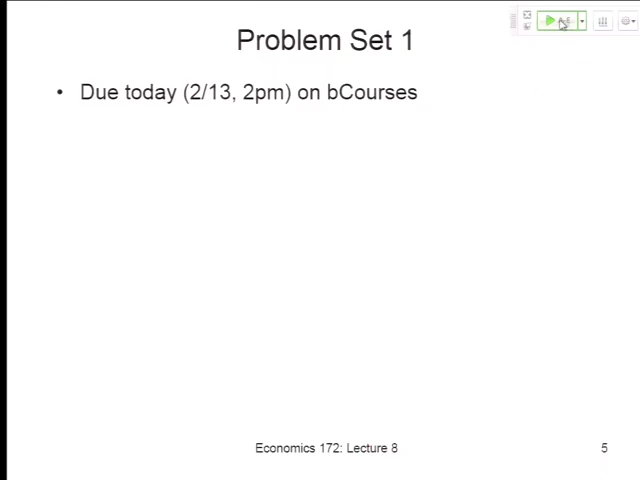 Problem Set 1
• Due today (2/13, 2pm) on bCourses
Economics 172: Lecture 8
5